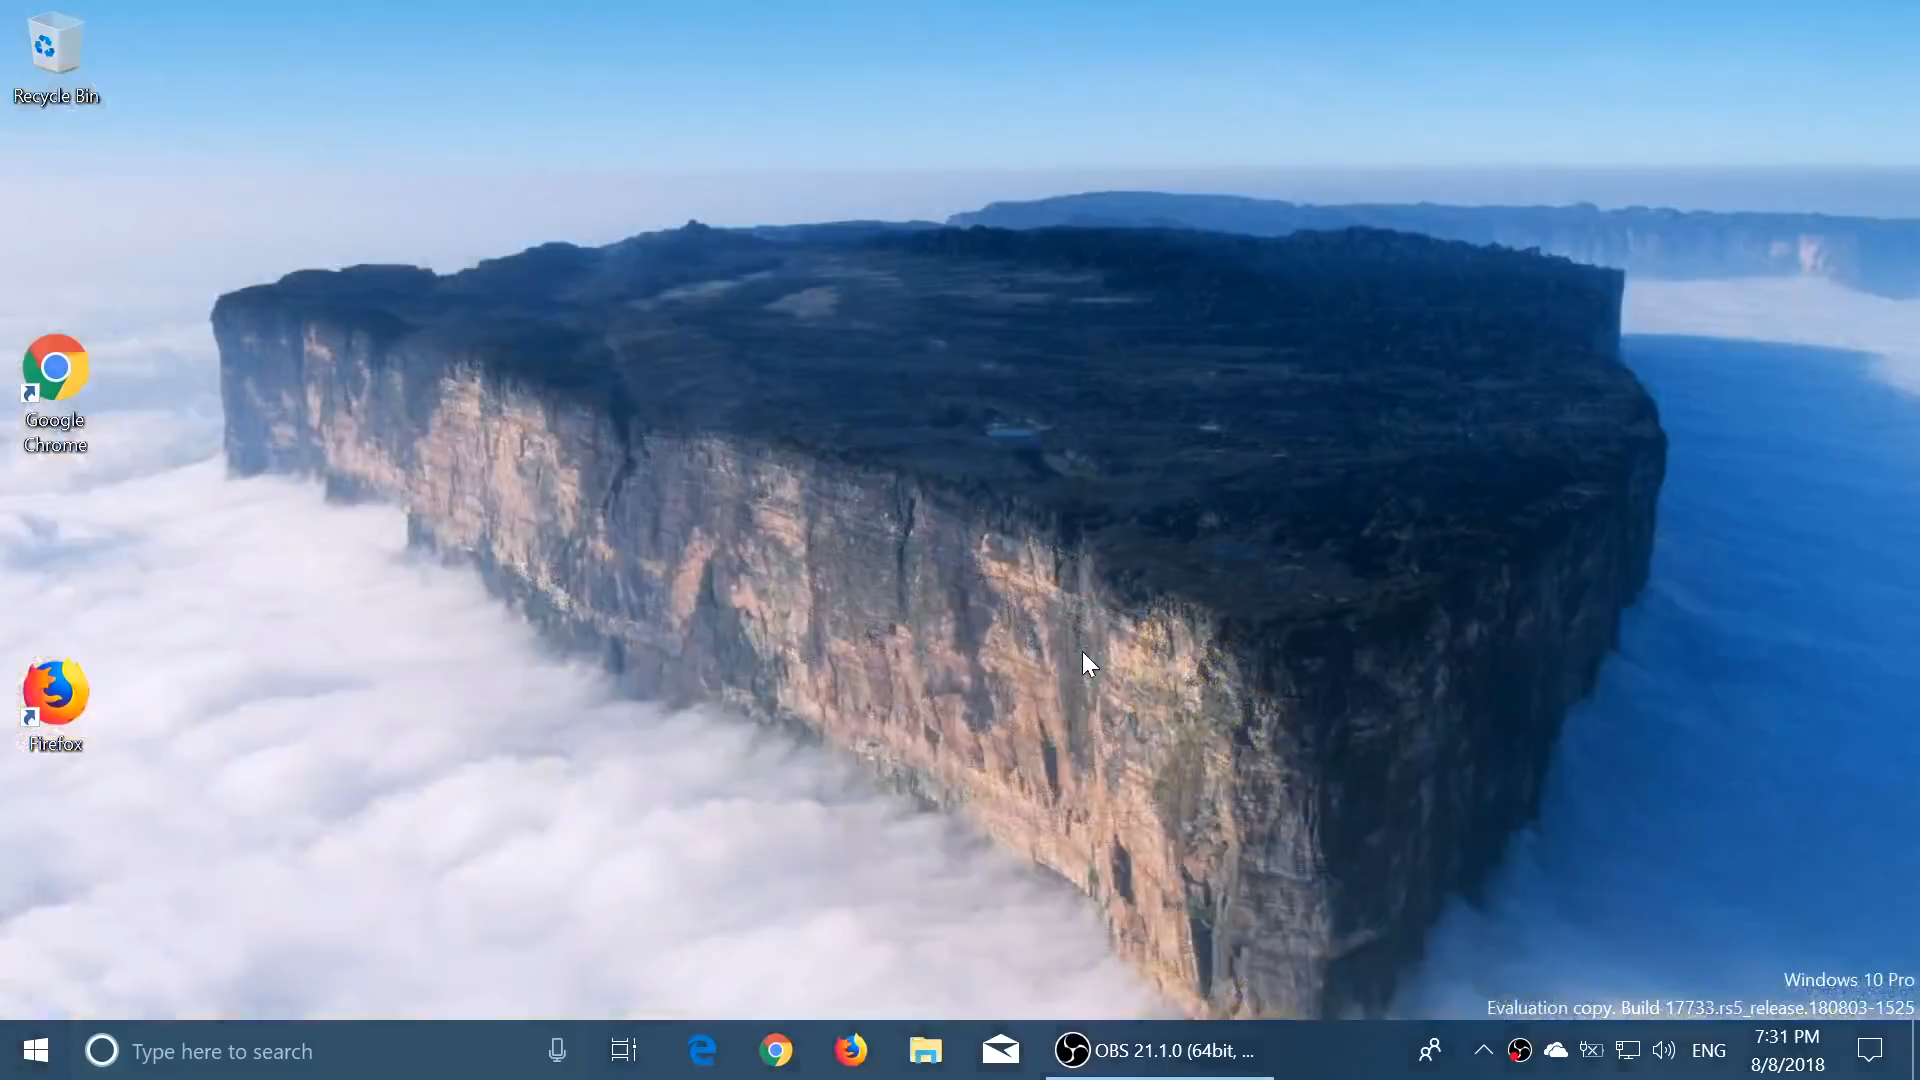 Recycle Bin
Google
Chrome
Firefox
Windows 10 Pro
Evaluation copy. Build 17733.rs5_release.180803-1525
Type here to search
OBS 21.1.0 (64bit, ...
ENG
7:31 PM
8/8/2018